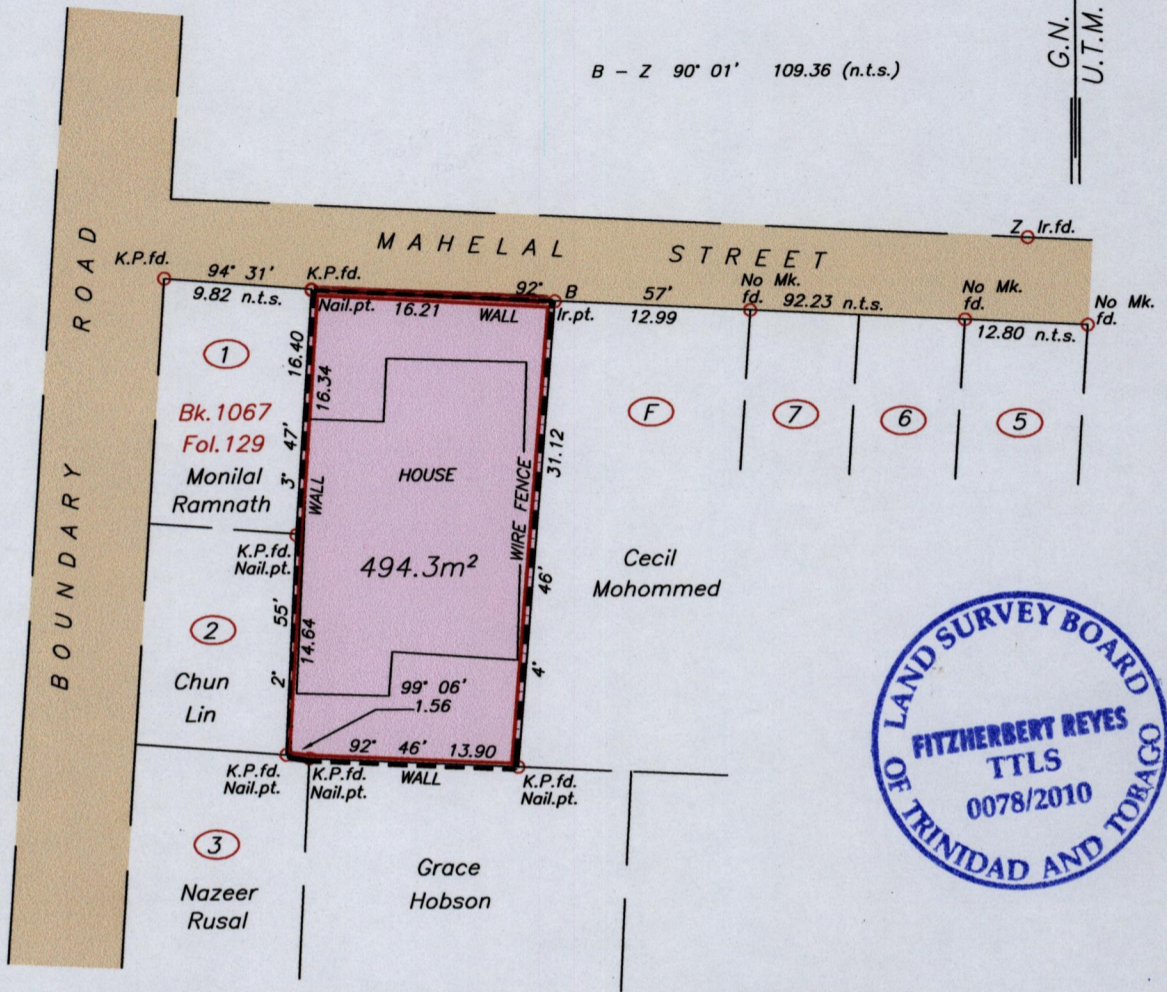 G.N.
U.T.M.
B - Z 90° 01' 109.36 (n.t.s.)
MAHELAL STREET
BOUNDARY ROAD
Z Ir.fd.
K.P.fd.
94° 31'
9.82 n.t.s.
K.P.fd.
Nail.pt.
16.21
WALL
92°
B
Ir.pt.
57'
12.99
No Mk.
fd.
92.23 n.t.s.
No Mk.
fd.
12.80 n.t.s.
No Mk.
fd.
1
Bk.1067
Fol.129
Monilal
Ramnath
16.40
16.34
47'
3°
WALL
HOUSE
494.3m²
WIRE FENCE
31.12
46'
4°
F
7
6
5
Cecil
Mohommed
K.P.fd.
Nail.pt.
2
Chun
Lin
55'
2°
14.64
99° 06'
1.56
92° 46' 13.90
WALL
K.P.fd.
Nail.pt.
K.P.fd.
Nail.pt.
K.P.fd.
Nail.pt.
3
Nazeer
Rusal
Grace
Hobson
LAND SURVEY BOARD
OF TRINIDAD AND TOBAGO
FITZHERBERT REYES
TTLS
0078/2010